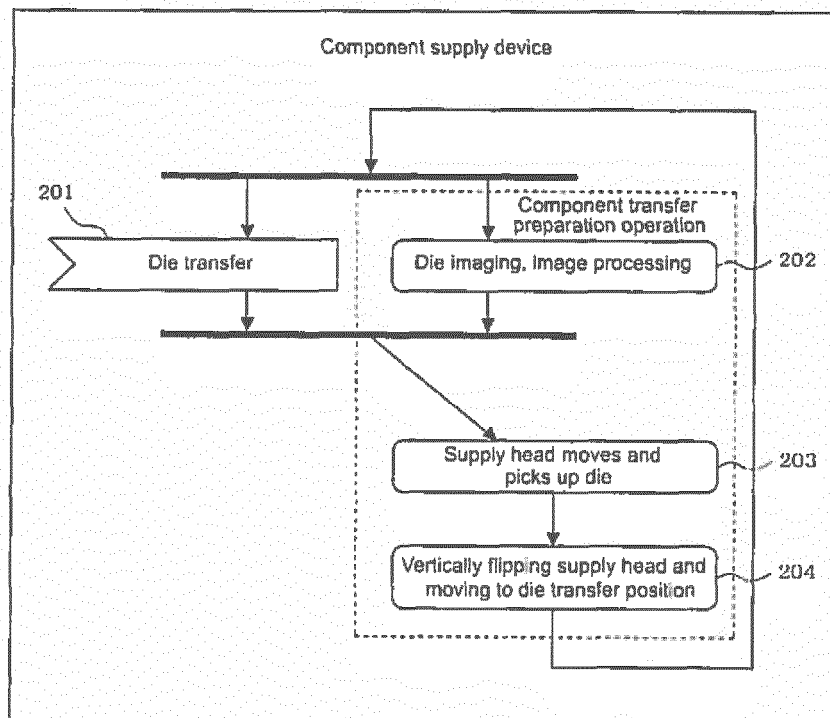 Component supply device
201
Component transfer
preparation operation
Die transfer
Die imaging, image processing
202
Supply head moves and
picks up die
203
Vertically flipping supply head and
moving to die transfer position
204